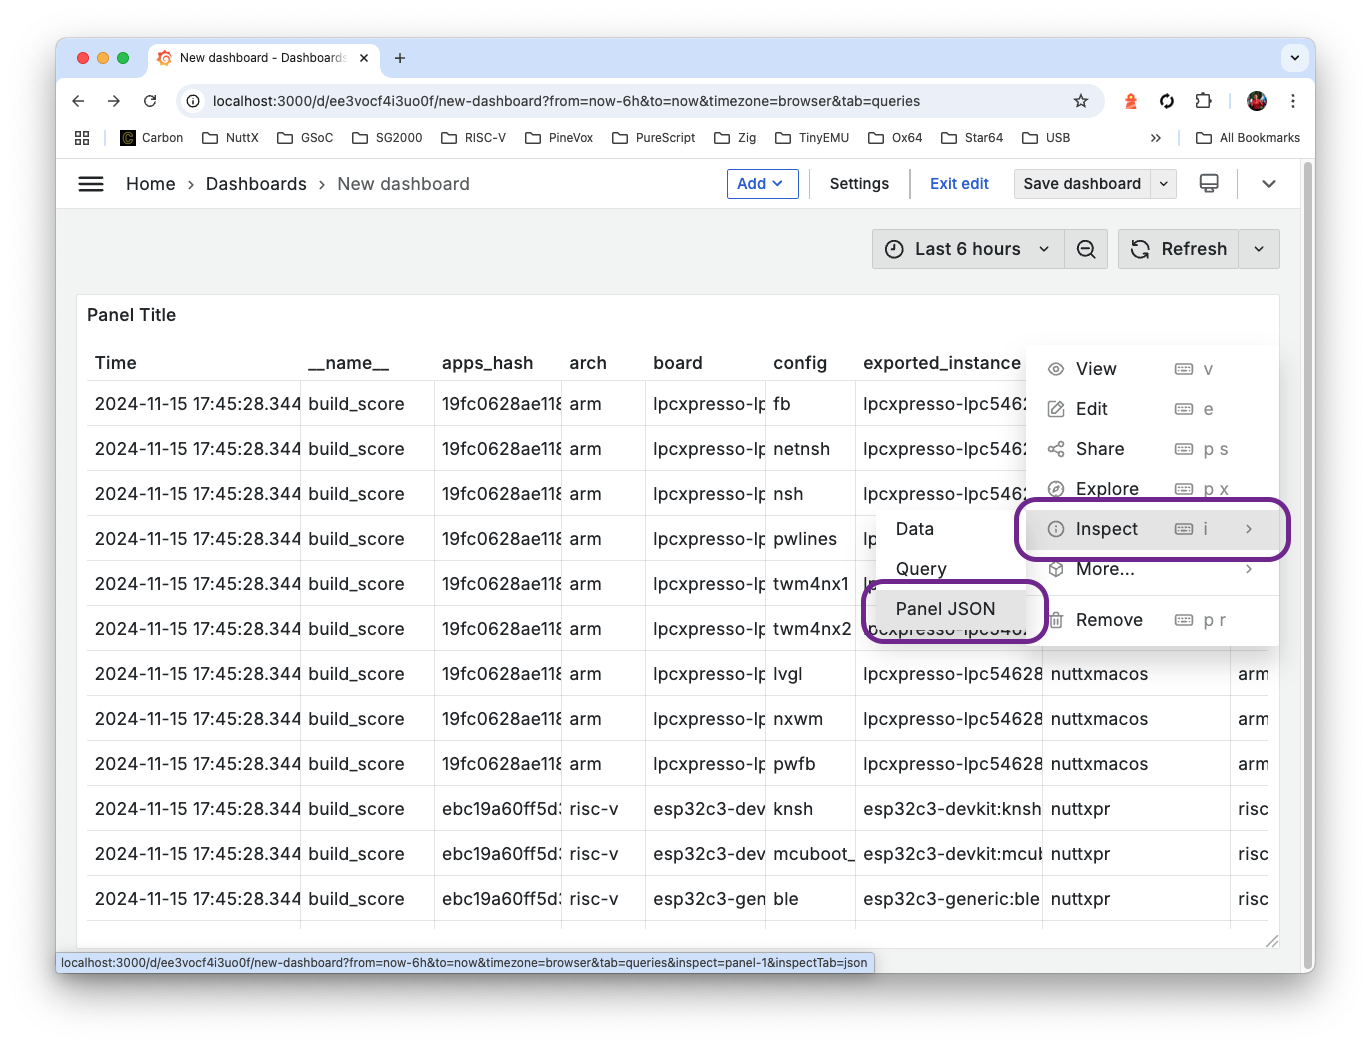 New dashboard - Dashboards
localhost:3000/d/ee3vocf4i3uo0f/new-dashboard?from=now-6h&to=now&timezone=browser&tab=queries
Carbon NuttX GSoC SG2000 RISC-V PineVox PureScript Zig TinyEMU Ox64 Star64 USB » All Bookmarks
Home › Dashboards › New dashboard Add Settings Exit edit Save dashboard
Last 6 hours Refresh
Panel Title
Time __name__ apps_hash arch board config exported_instance
View v
2024-11-15 17:45:28.344 build_score 19fc0628ae118 arm lpcxpresso-lp fb lpcxpresso-lpc5462
Edit e
2024-11-15 17:45:28.344 build_score 19fc0628ae118 arm lpcxpresso-lp netnsh lpcxpresso-lpc5462
Share p s
2024-11-15 17:45:28.344 build_score 19fc0628ae118 arm lpcxpresso-lp nsh lpcxpresso-lpc5462
Explore p x
2024-11-15 17:45:28.344 build_score 19fc0628ae118 arm lpcxpresso-lp pwlines lp
Data
Inspect i
Query
More...
2024-11-15 17:45:28.344 build_score 19fc0628ae118 arm lpcxpresso-lp twm4nx1
Panel JSON
Remove p r
2024-11-15 17:45:28.344 build_score 19fc0628ae118 arm lpcxpresso-lp twm4nx2 lpcxpresso-lpc5462
2024-11-15 17:45:28.344 build_score 19fc0628ae118 arm lpcxpresso-lp lvgl lpcxpresso-lpc54628 nuttxmacos arm
2024-11-15 17:45:28.344 build_score 19fc0628ae118 arm lpcxpresso-lp nxwm lpcxpresso-lpc54628 nuttxmacos arm
2024-11-15 17:45:28.344 build_score 19fc0628ae118 arm lpcxpresso-lp pwfb lpcxpresso-lpc54628 nuttxmacos arm
2024-11-15 17:45:28.344 build_score ebc19a60ff5d3 risc-v esp32c3-dev knsh esp32c3-devkit:knsh nuttxpr risc
2024-11-15 17:45:28.344 build_score ebc19a60ff5d3 risc-v esp32c3-dev mcuboot_ esp32c3-devkit:mcub nuttxpr risc
2024-11-15 17:45:28.344 build_score ebc19a60ff5d3 risc-v esp32c3-gen ble esp32c3-generic:ble nuttxpr risc
localhost:3000/d/ee3vocf4i3uo0f/new-dashboard?from=now-6h&to=now&timezone=browser&tab=queries&inspect=panel-1&inspectTab=json